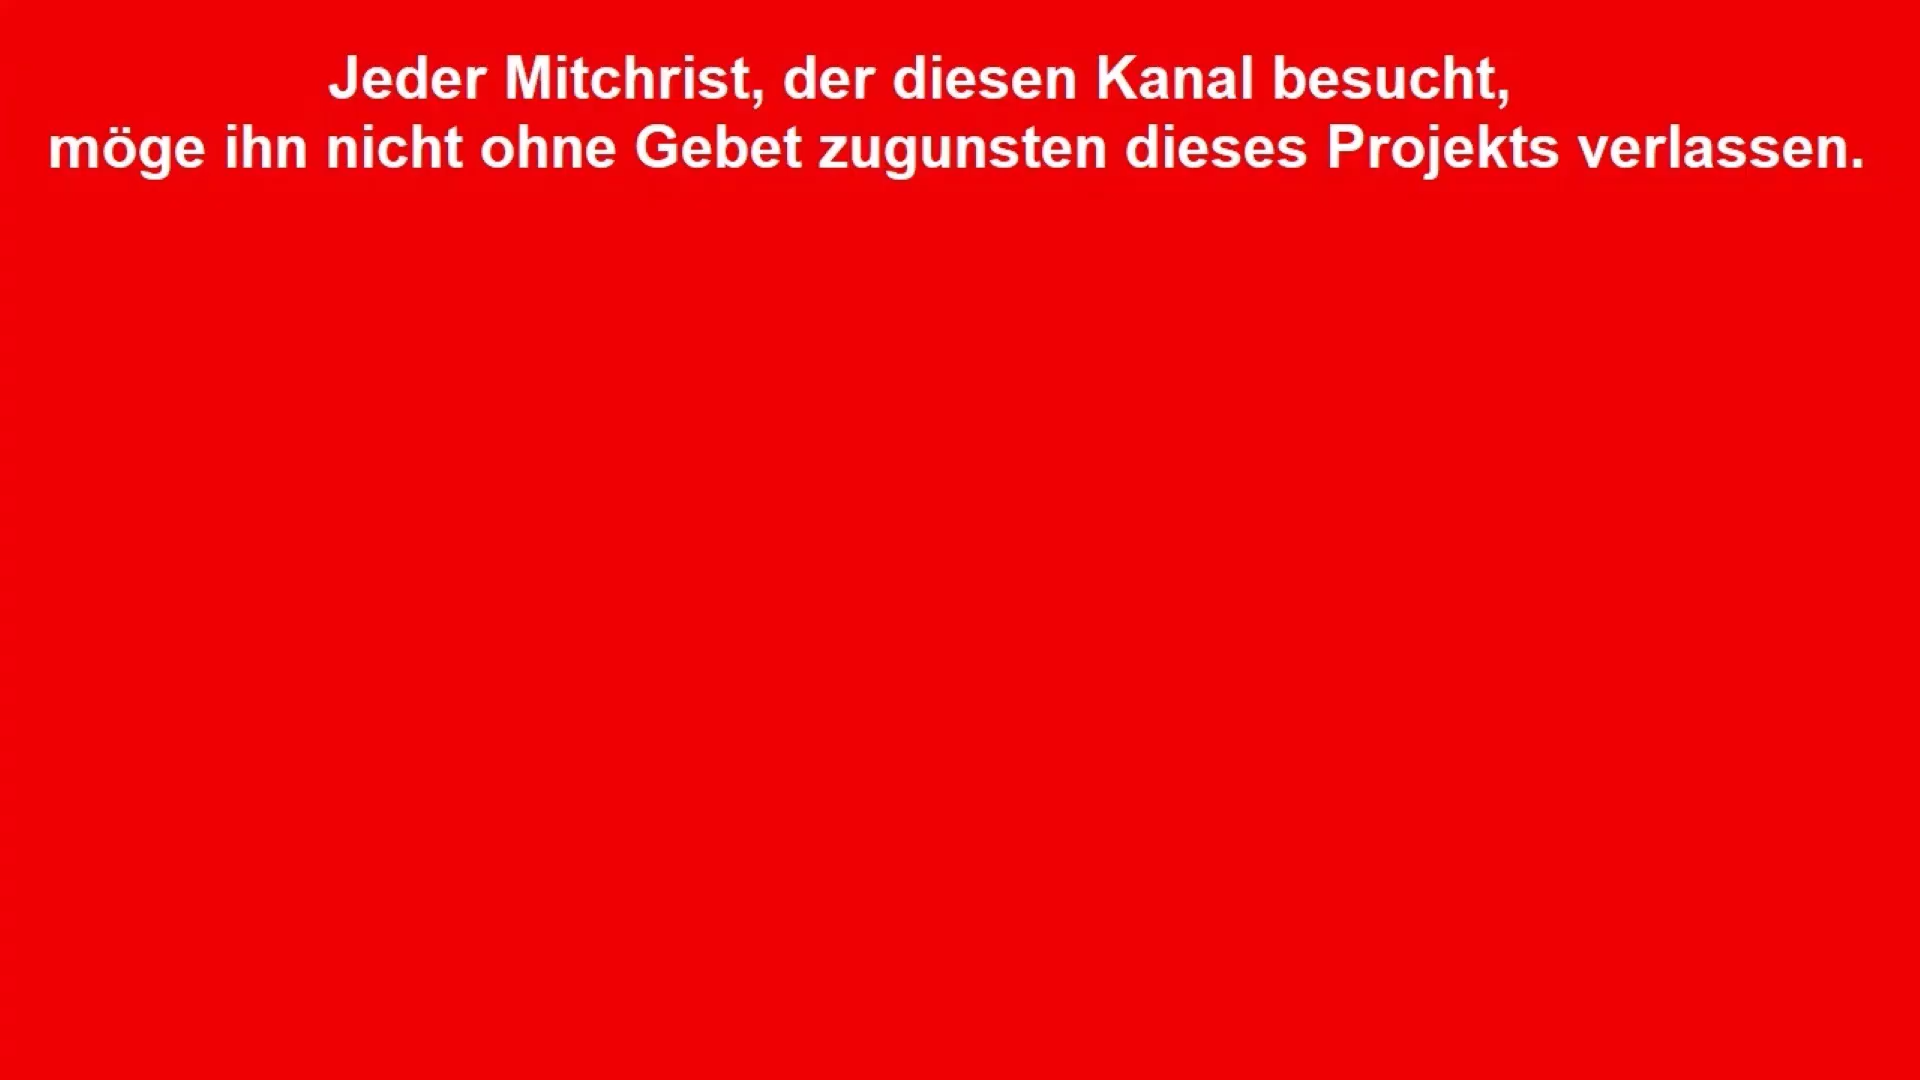 Jeder Mitchrist, der diesen Kanal besucht,
möge ihn nicht ohne Gebet zugunsten dieses Projekts verlassen.